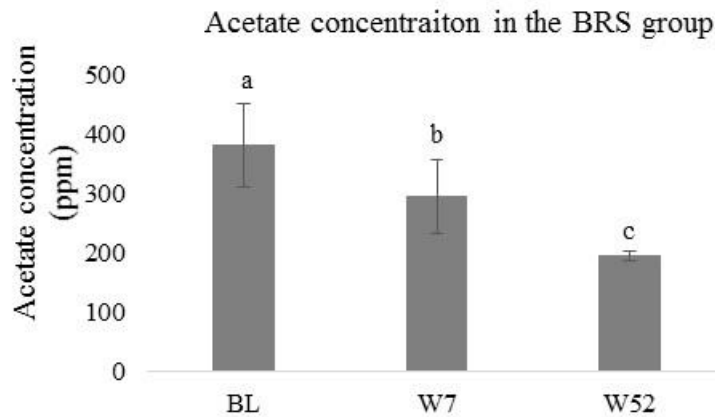 Acetate concentraiton in the BRS group
Acetate concentration
(ppm)
500
400
300
200
100
0
a
b
c
BL
W7
W52